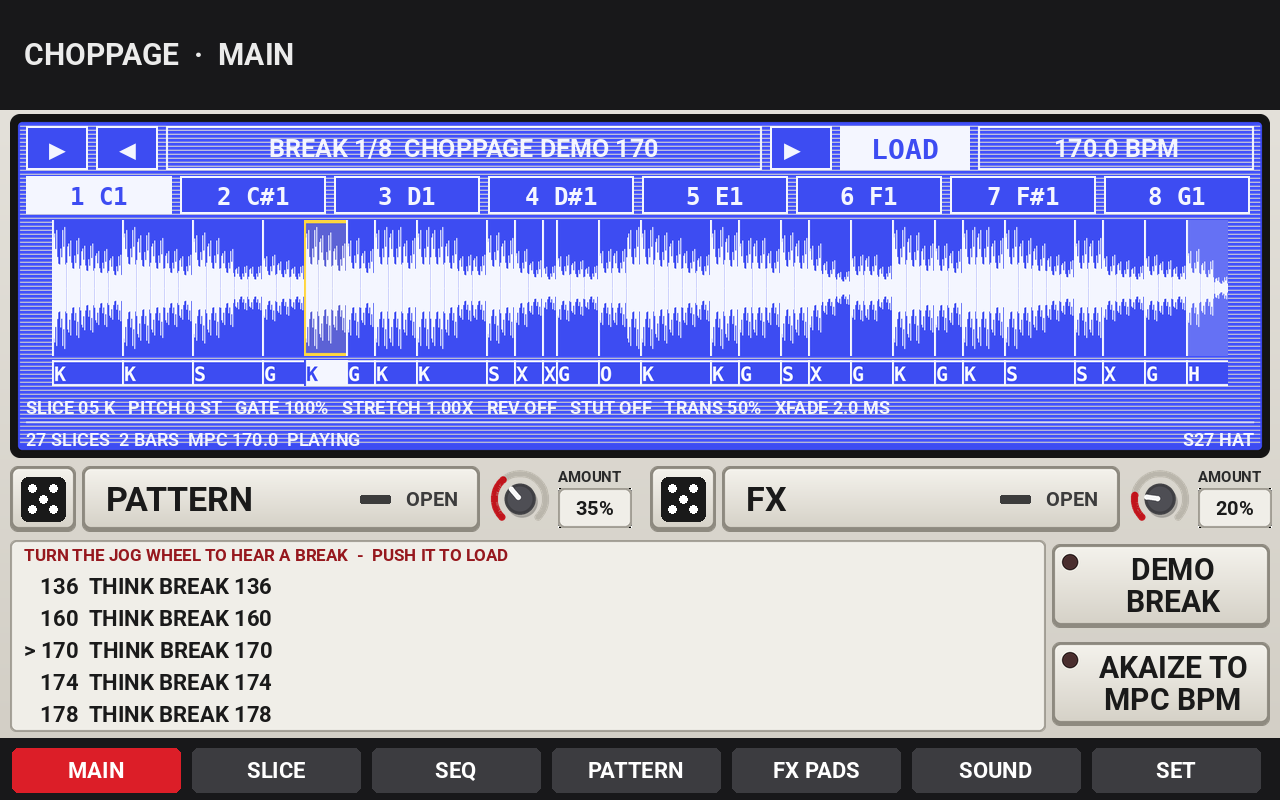 CHOPPAGE · MAIN
▶ ◀ BREAK 1/8 CHOPPAGE DEMO 170 ▶ LOAD 170.0 BPM
1 C1 2 C#1 3 D1 4 D#1 5 E1 6 F1 7 F#1 8 G1
K K S G K G K K S X X G O K K G S X G K G K S S X G H
SLICE 05 K PITCH 0 ST GATE 100% STRETCH 1.00X REV OFF STUT OFF TRANS 50% XFADE 2.0 MS
27 SLICES 2 BARS MPC 170.0 PLAYING S27 HAT
PATTERN OPEN AMOUNT 35% FX OPEN AMOUNT 20%
TURN THE JOG WHEEL TO HEAR A BREAK - PUSH IT TO LOAD
136 THINK BREAK 136
160 THINK BREAK 160
> 170 THINK BREAK 170
174 THINK BREAK 174
178 THINK BREAK 178
DEMO
BREAK
AKAIZE TO
MPC BPM
MAIN SLICE SEQ PATTERN FX PADS SOUND SET